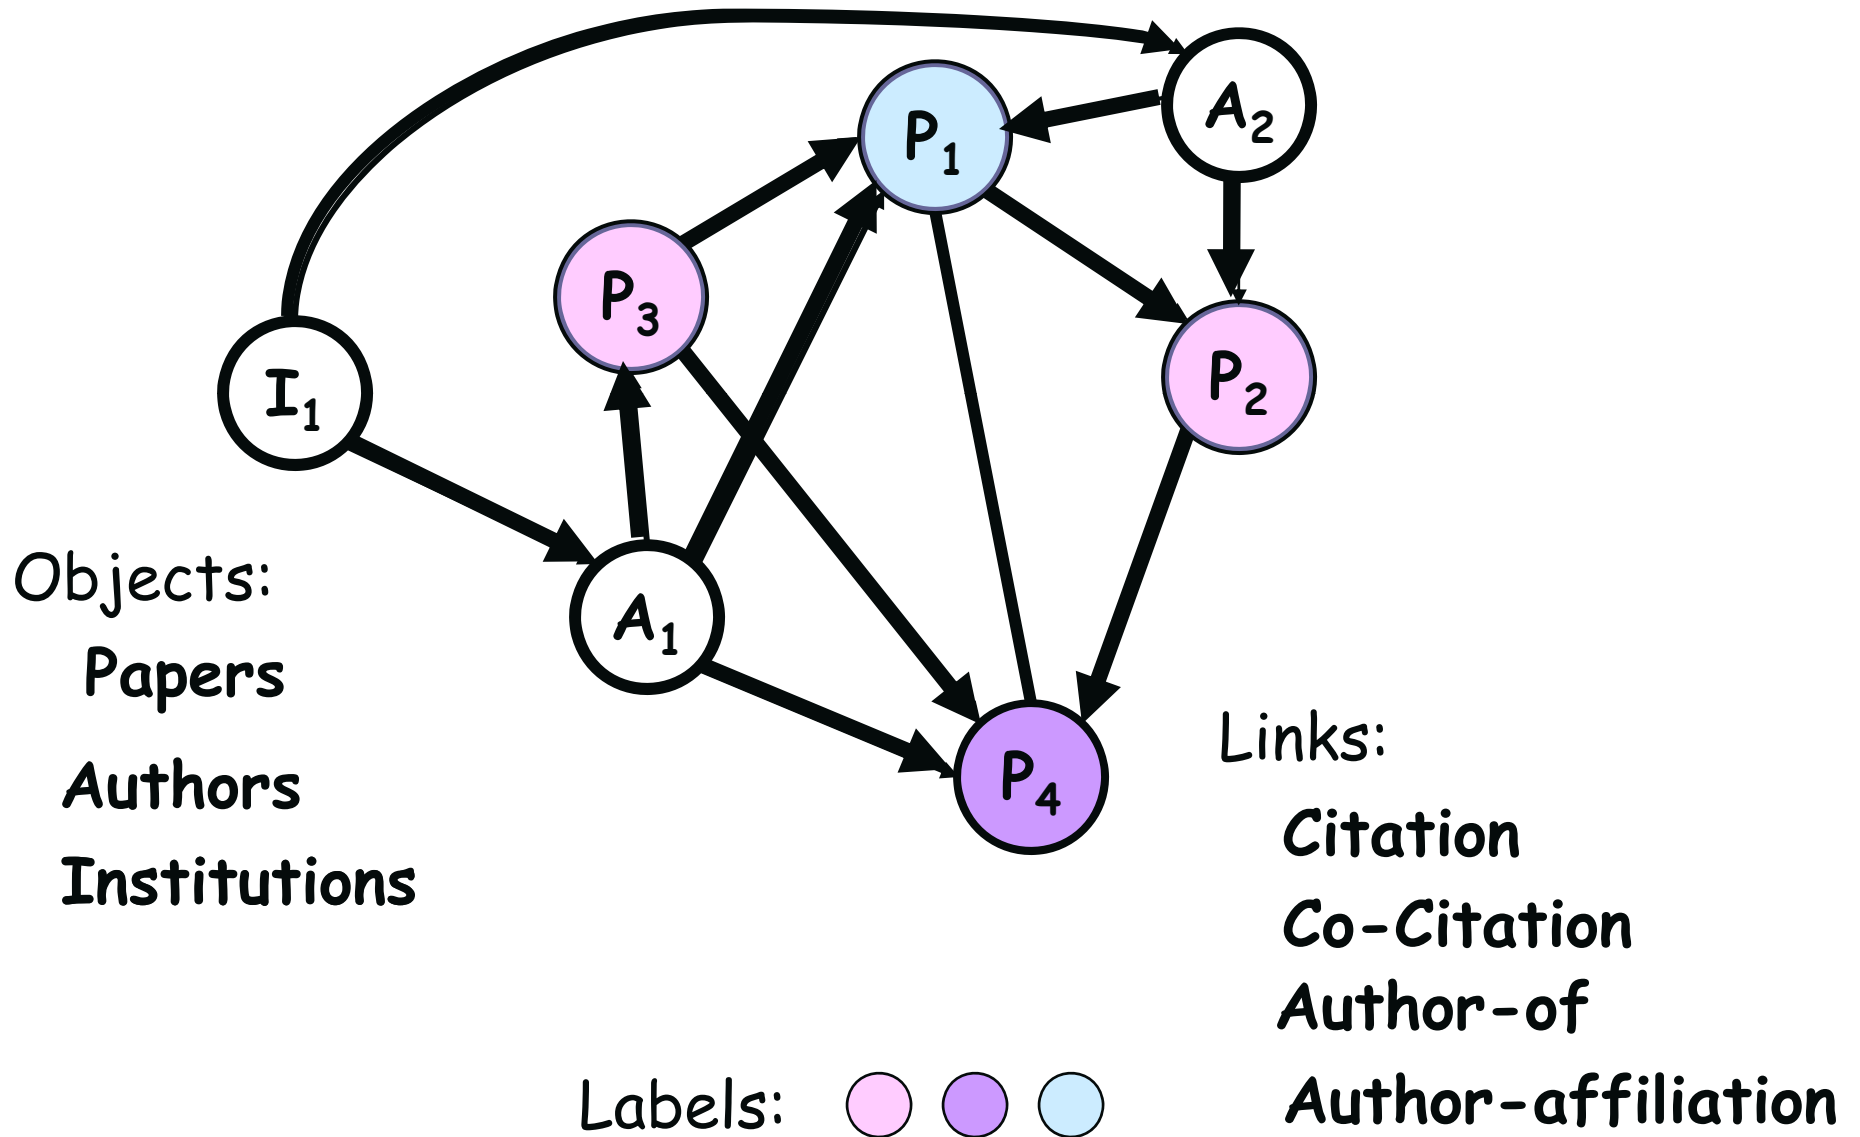 A2
P1
P3
P2
I1
A1
P4
Objects:
Papers
Authors
Institutions
Links:
Citation
Co-Citation
Author-of
Author-affiliation
Labels: